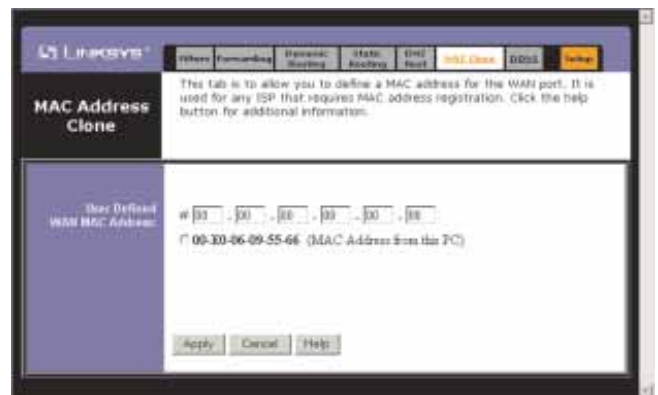 LINKSYS
Filters Forwarding Dynamic Routing Static Routing DMZ Host MAC Clone DDNS Setup
MAC Address
Clone
This tab is to allow you to define a MAC address for the WAN port. It is
used for any ISP that requires MAC address registration. Click the help
button for additional information.
User Defined
WAN MAC Address:
00 . 00 . 00 . 00 . 00 . 00
00-E0-06-09-55-66 (MAC Address from this PC)
Apply Cancel Help